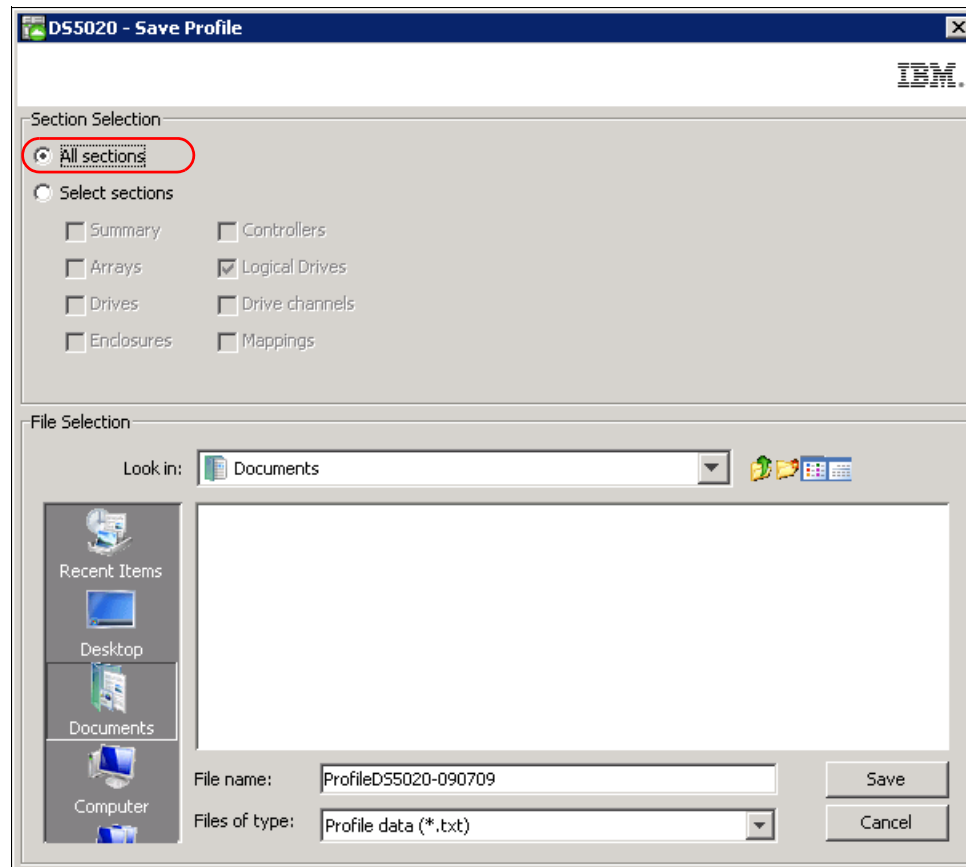 DS5020 - Save Profile
IBM.
Section Selection
All sections
Select sections
Summary
Controllers
Arrays
Logical Drives
Drives
Drive channels
Enclosures
Mappings
File Selection
Look in: Documents
Recent Items
Desktop
Documents
Computer
File name: ProfileDS5020-090709 Save
Files of type: Profile data (*.txt) Cancel